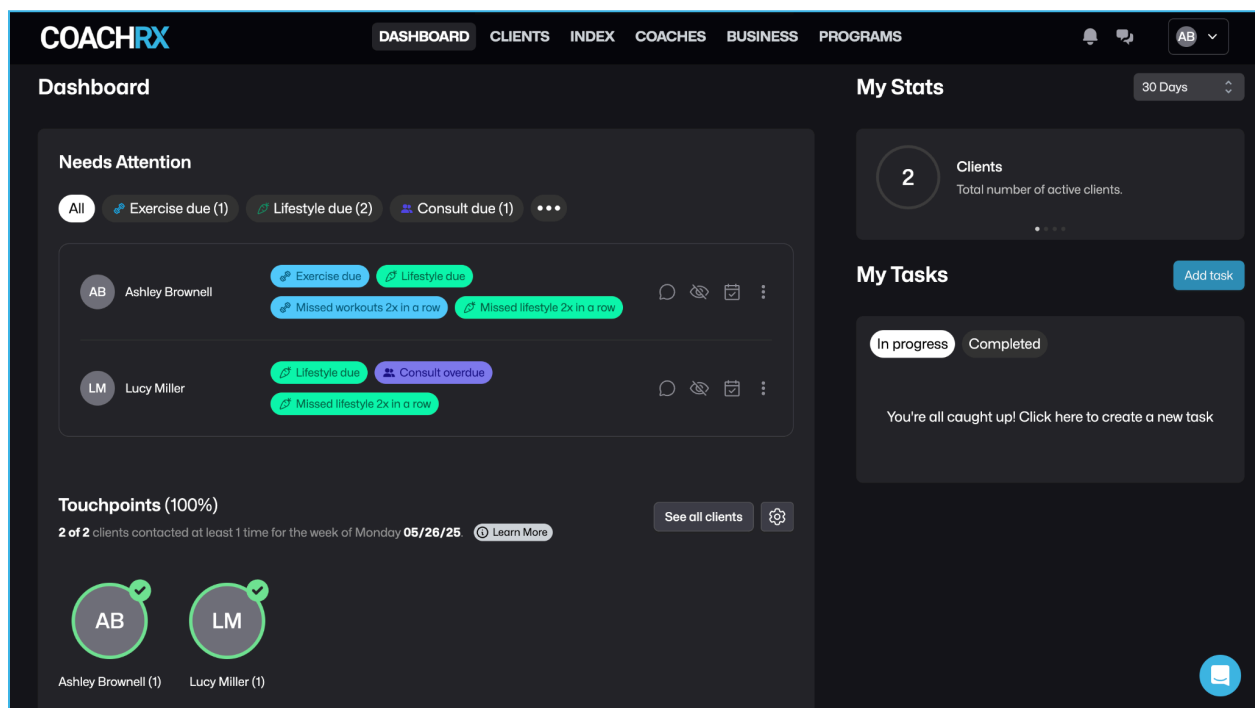 COACHRX
DASHBOARD CLIENTS INDEX COACHES BUSINESS PROGRAMS
AB
Dashboard
Needs Attention
All Exercise due (1) Lifestyle due (2) Consult due (1)
AB Ashley Brownell
Exercise due Lifestyle due
Missed workouts 2x in a row Missed lifestyle 2x in a row
LM Lucy Miller
Lifestyle due Consult overdue
Missed lifestyle 2x in a row
Touchpoints (100%)
2 of 2 clients contacted at least 1 time for the week of Monday 05/26/25. Learn More
See all clients
AB LM
Ashley Brownell (1) Lucy Miller (1)
My Stats
30 Days
2
Clients
Total number of active clients.
My Tasks
Add task
In progress Completed
You're all caught up! Click here to create a new task